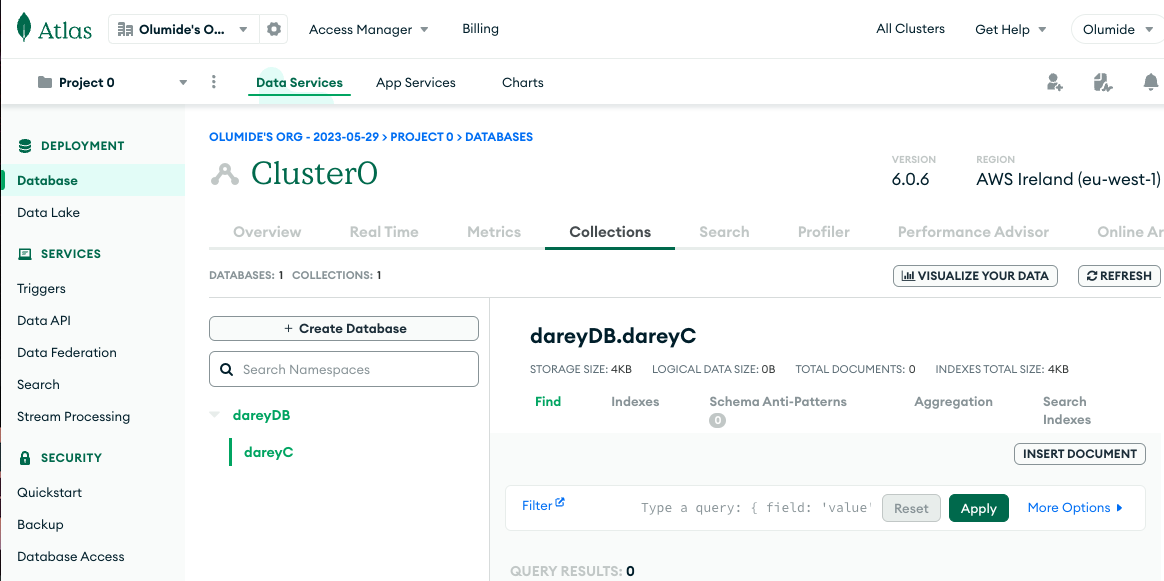 Atlas
Olumide's O...
Access Manager
Billing
All Clusters
Get Help
Olumide
Project 0
Data Services
App Services
Charts
DEPLOYMENT
Database
Data Lake
SERVICES
Triggers
Data API
Data Federation
Search
Stream Processing
SECURITY
Quickstart
Backup
Database Access
OLUMIDE'S ORG - 2023-05-29 > PROJECT 0 > DATABASES
Cluster0
VERSION
6.0.6
REGION
AWS Ireland (eu-west-1)
Overview
Real Time
Metrics
Collections
Search
Profiler
Performance Advisor
Online Ar
DATABASES: 1 COLLECTIONS: 1
VISUALIZE YOUR DATA
REFRESH
+ Create Database
Search Namespaces
dareyDB
dareyC
dareyDB.dareyC
STORAGE SIZE: 4KB LOGICAL DATA SIZE: 0B TOTAL DOCUMENTS: 0 INDEXES TOTAL SIZE: 4KB
Find
Indexes
Schema Anti-Patterns
0
Aggregation
Search
Indexes
INSERT DOCUMENT
Filter
Type a query: { field: 'value'
Reset
Apply
More Options
QUERY RESULTS: 0